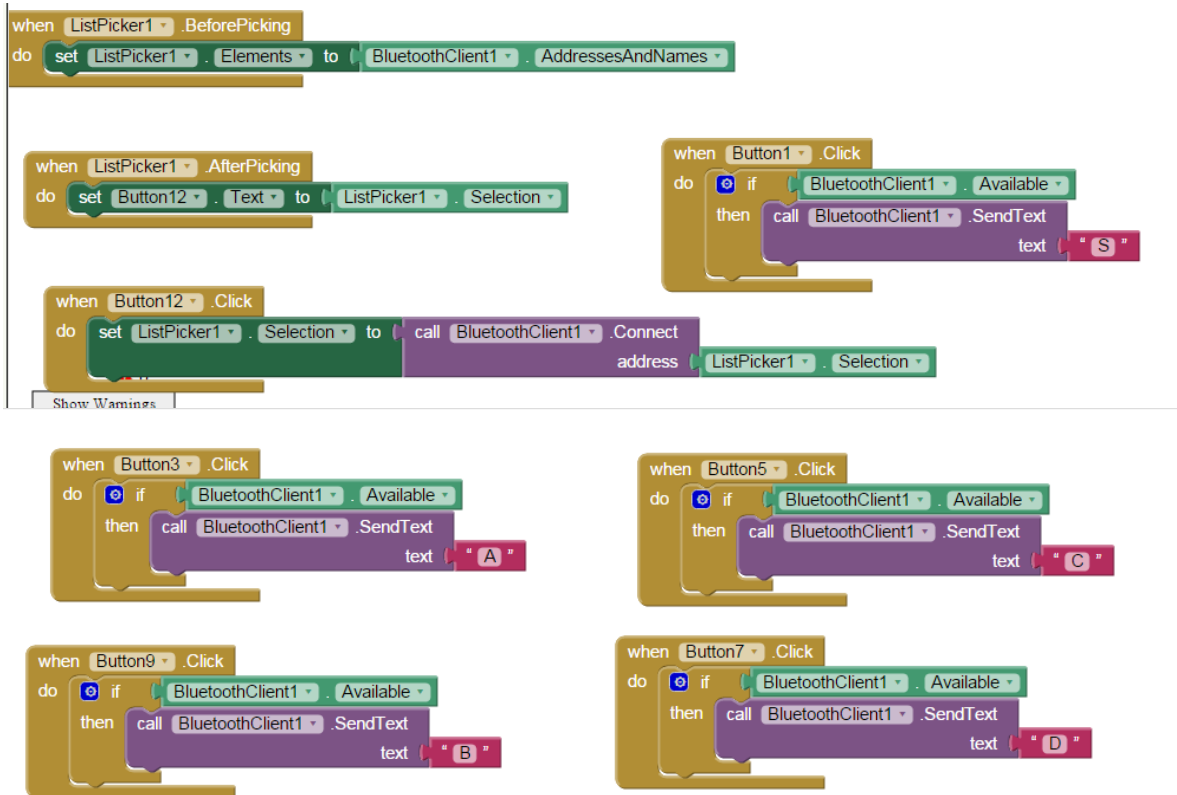 when ListPicker1 .BeforePicking
do set ListPicker1 . Elements to BluetoothClient1 . AddressesAndNames
when ListPicker1 .AfterPicking
do set Button12 . Text to ListPicker1 . Selection
when Button1 .Click
do if BluetoothClient1 . Available
then call BluetoothClient1 .SendText
text " S "
when Button12 .Click
do set ListPicker1 . Selection to call BluetoothClient1 .Connect
address ListPicker1 . Selection
Show Warnings
when Button3 .Click
do if BluetoothClient1 . Available
then call BluetoothClient1 .SendText
text " A "
when Button5 .Click
do if BluetoothClient1 . Available
then call BluetoothClient1 .SendText
text " C "
when Button9 .Click
do if BluetoothClient1 . Available
then call BluetoothClient1 .SendText
text " B "
when Button7 .Click
do if BluetoothClient1 . Available
then call BluetoothClient1 .SendText
text " D "